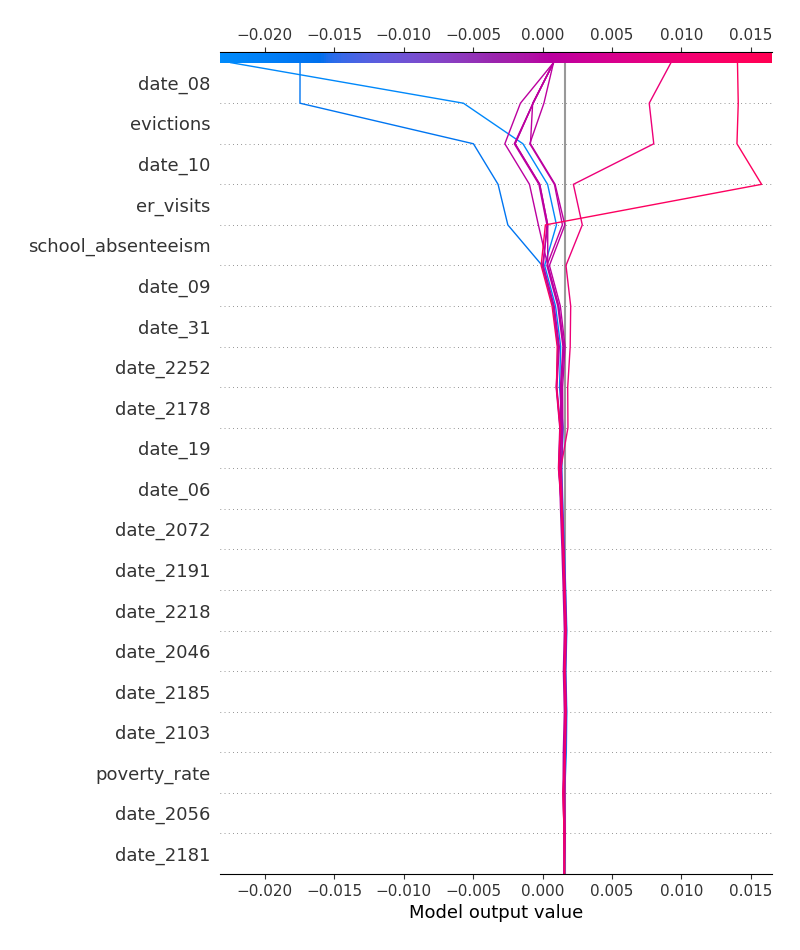 −0.020 −0.015 −0.010 −0.005 0.000 0.005 0.010 0.015
date_08
evictions
date_10
er_visits
school_absenteeism
date_09
date_31
date_2252
date_2178
date_19
date_06
date_2072
date_2191
date_2218
date_2046
date_2185
date_2103
poverty_rate
date_2056
date_2181
−0.020 −0.015 −0.010 −0.005 0.000 0.005 0.010 0.015
Model output value